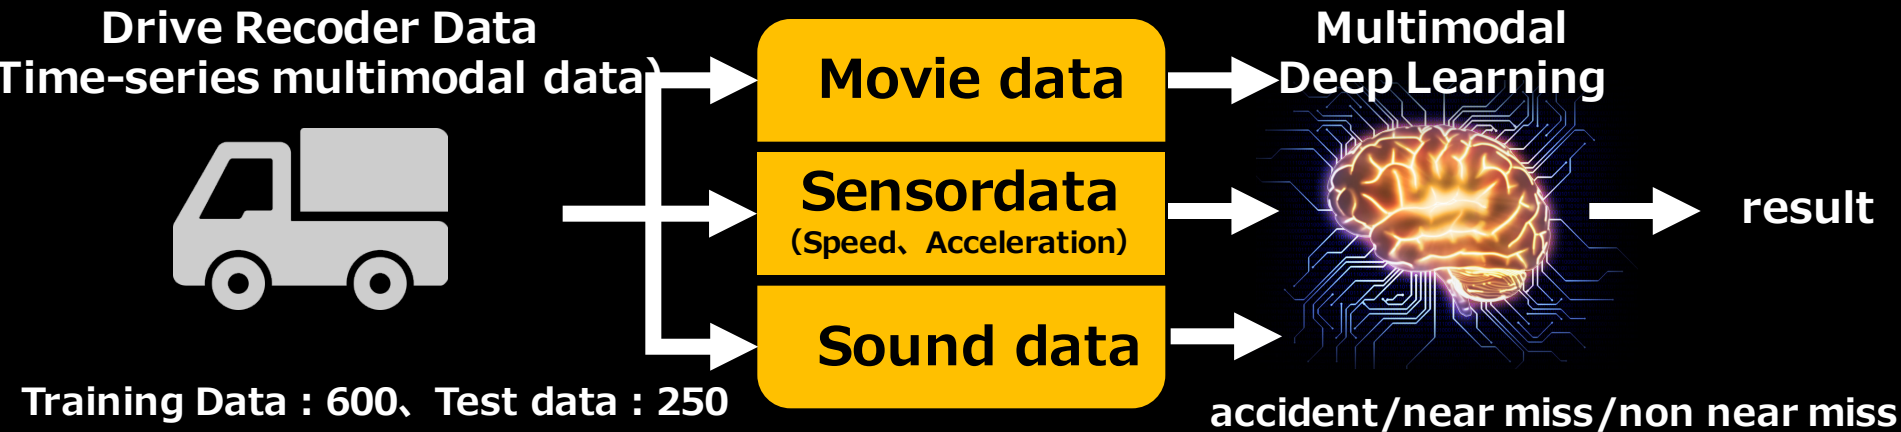 Drive Recoder Data
Time-series multimodal data)
Training Data：600、Test data：250
Movie data
Sensordata
（Speed、Acceleration）
Sound data
Multimodal
Deep Learning
result
accident/near miss/non near miss